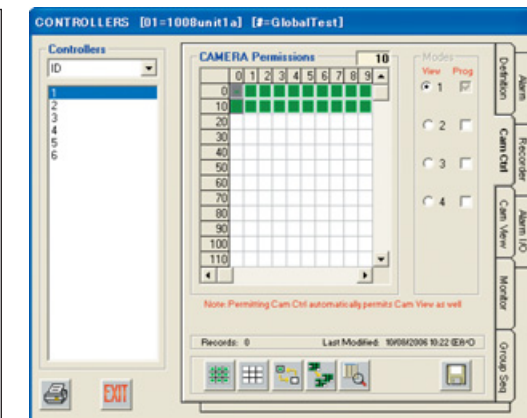 CONTROLLERS [01=1008unit1a] [#=GlobalTest]
Controllers
ID
1
2
3
4
5
6
CAMERA Permissions 10
0 1 2 3 4 5 6 7 8 9
0
10
20
30
40
50
60
70
80
90
100
110
Modes
View Prog
1
2
3
4
Note: Permitting Cam Ctrl automatically permits Cam View as well
Records: 0 Last Modified: 10/06/2006 10:22
EXIT
Definition
Cam Ctrl
Cam View
Monitor
Group Seq
Alarm
Recorder
Alarm I/O